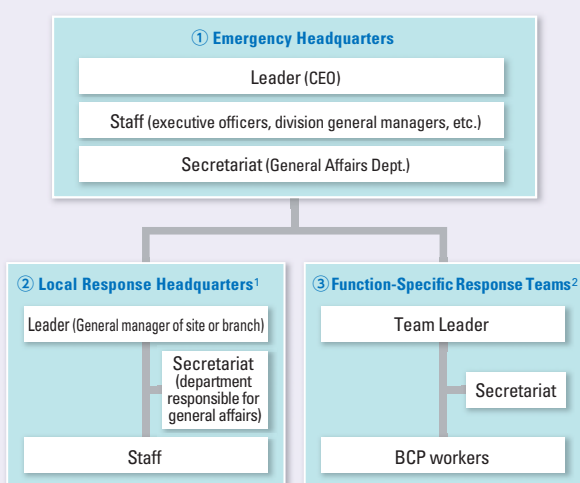 ① Emergency Headquarters
Leader (CEO)
Staff (executive officers, division general managers, etc.)
Secretariat (General Affairs Dept.)
② Local Response Headquarters¹
Leader (General manager of site or branch)
Secretariat
(department
responsible for
general affairs)
Staff
③ Function-Specific Response Teams²
Team Leader
Secretariat
BCP workers